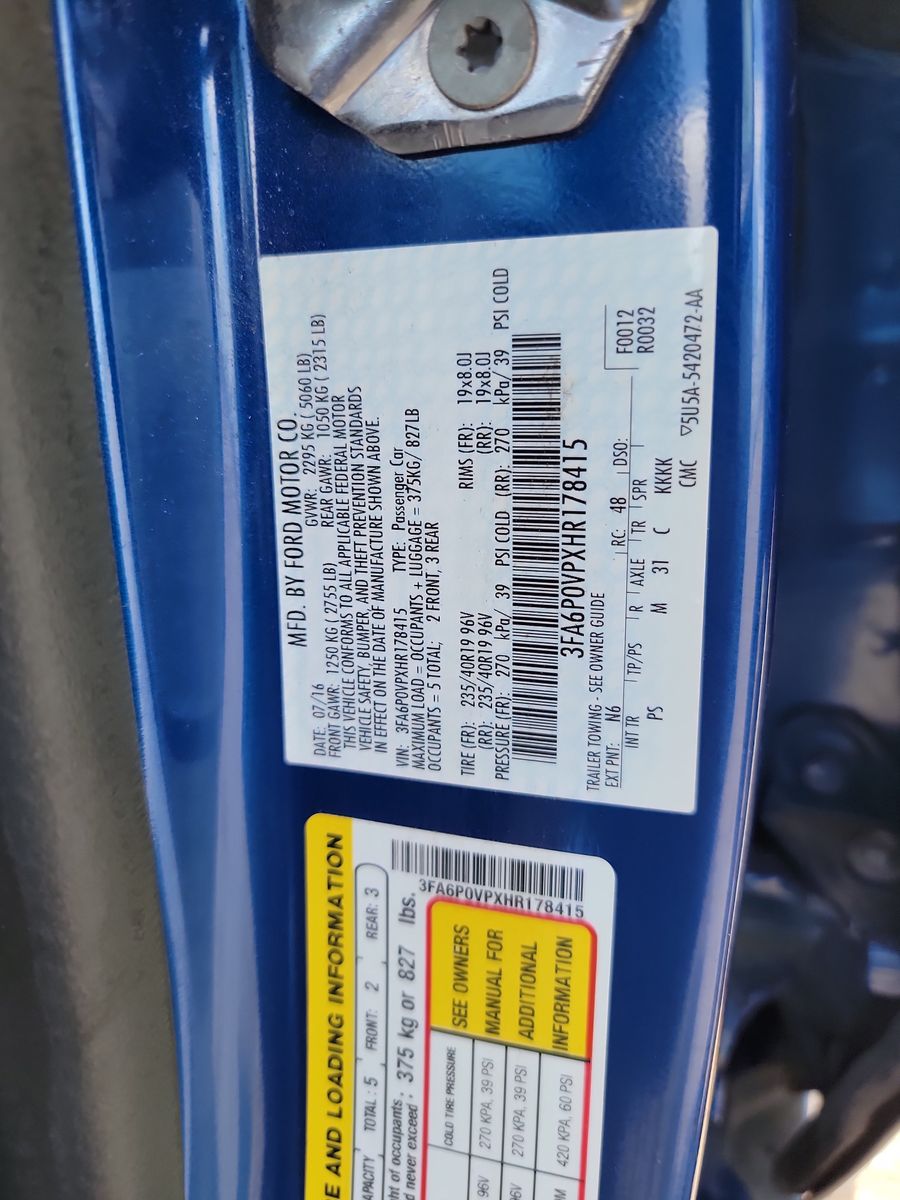 MFD. BY FORD MOTOR CO.
DATE: 07/16 GVWR: 2295 KG ( 5060 LB)
FRONT GAWR: 1250 KG ( 2755 LB) REAR GAWR: 1050 KG ( 2315 LB)
THIS VEHICLE CONFORMS TO ALL APPLICABLE FEDERAL MOTOR
VEHICLE SAFETY, BUMPER, AND THEFT PREVENTION STANDARDS
IN EFFECT ON THE DATE OF MANUFACTURE SHOWN ABOVE.
VIN: 3FA6P0VPXHR178415 TYPE: Passenger Car
MAXIMUM LOAD = OCCUPANTS + LUGGAGE = 375KG/ 827LB
OCCUPANTS = 5 TOTAL: 2 FRONT, 3 REAR
TIRE (FR): 235/40R19 96V RIMS (FR): 19x8.0J
(RR): 235/40R19 96V (RR): 19x8.0J
PRESSURE (FR): 270 kPa/ 39 PSI COLD (RR): 270 kPa/ 39 PSI COLD
3FA6P0VPXHR178415
TRAILER TOWING - SEE OWNER GUIDE
EXT PNT: N6 RC: 48 DSO: F0012
R0032
INT TR TP/PS R AXLE TR SPR
PS M 31 C KKKK
CMC ▽5U5A-5420472-AA
E AND LOADING INFORMATION
APACITY TOTAL : 5 FRONT: 2 REAR: 3
ht of occupants
d never exceed : 375 kg or 827 lbs.
3FA6P0VPXHR178415
COLD TIRE PRESSURE
96V 270 KPA, 39 PSI
96V 270 KPA, 39 PSI
420 KPA, 60 PSI
SEE OWNERS
MANUAL FOR
ADDITIONAL
INFORMATION